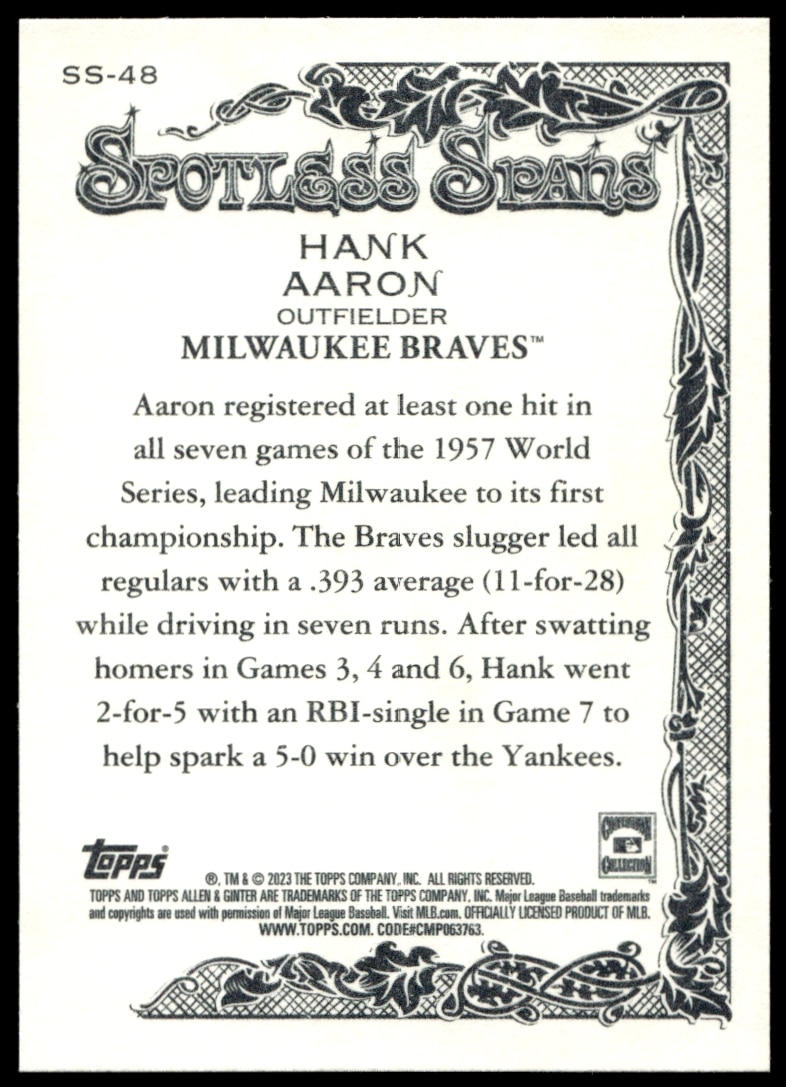 SS-48
SPOTLESS SPANS
HANK
AARON
OUTFIELDER
MILWAUKEE BRAVES™
Aaron registered at least one hit in
all seven games of the 1957 World
Series, leading Milwaukee to its first
championship. The Braves slugger led all
regulars with a .393 average (11-for-28)
while driving in seven runs. After swatting
homers in Games 3, 4 and 6, Hank went
2-for-5 with an RBI-single in Game 7 to
help spark a 5-0 win over the Yankees.
COOPERSTOWN
COLLECTION
™
Topps®
®, TM & © 2023 THE TOPPS COMPANY, INC. ALL RIGHTS RESERVED.
TOPPS AND TOPPS ALLEN & GINTER ARE TRADEMARKS OF THE TOPPS COMPANY, INC. Major League Baseball trademarks
and copyrights are used with permission of Major League Baseball. Visit MLB.com. OFFICIALLY LICENSED PRODUCT OF MLB.
WWW.TOPPS.COM. CODE#CMP063763.